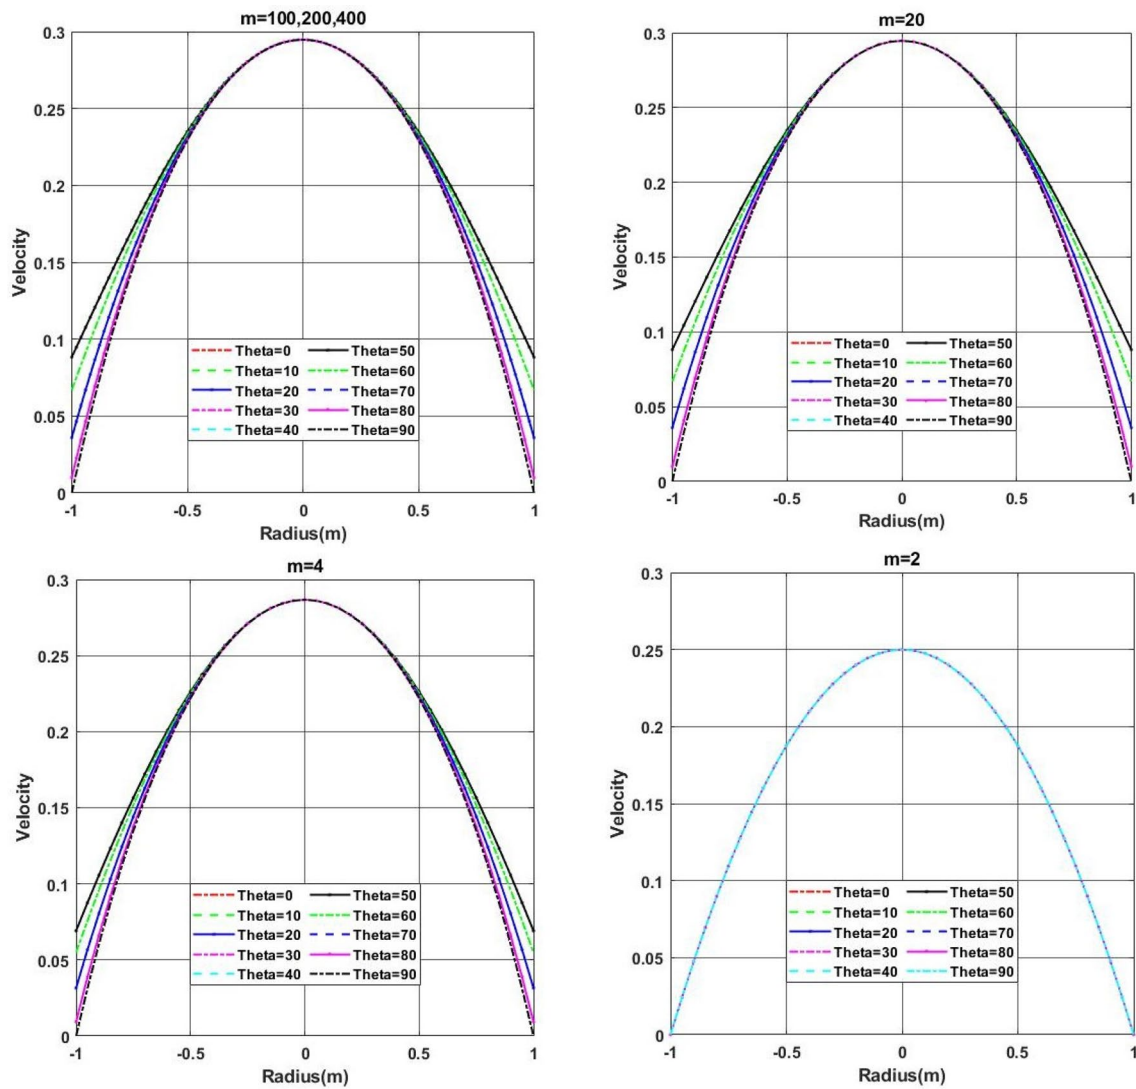 m=100,200,400
0.3
0.25
0.2
0.15
0.1
0.05
0
Velocity
Theta=0 Theta=50
Theta=10 Theta=60
Theta=20 Theta=70
Theta=30 Theta=80
Theta=40 Theta=90
-1 -0.5 0 0.5 1
Radius(m)
m=20
0.3
0.25
0.2
0.15
0.1
0.05
0
Velocity
Theta=0 Theta=50
Theta=10 Theta=60
Theta=20 Theta=70
Theta=30 Theta=80
Theta=40 Theta=90
-1 -0.5 0 0.5 1
Radius(m)
m=4
0.3
0.25
0.2
0.15
0.1
0.05
0
Velocity
Theta=0 Theta=50
Theta=10 Theta=60
Theta=20 Theta=70
Theta=30 Theta=80
Theta=40 Theta=90
-1 -0.5 0 0.5 1
Radius(m)
m=2
0.3
0.25
0.2
0.15
0.1
0.05
0
Velocity
Theta=0 Theta=50
Theta=10 Theta=60
Theta=20 Theta=70
Theta=30 Theta=80
Theta=40 Theta=90
-1 -0.5 0 0.5 1
Radius(m)